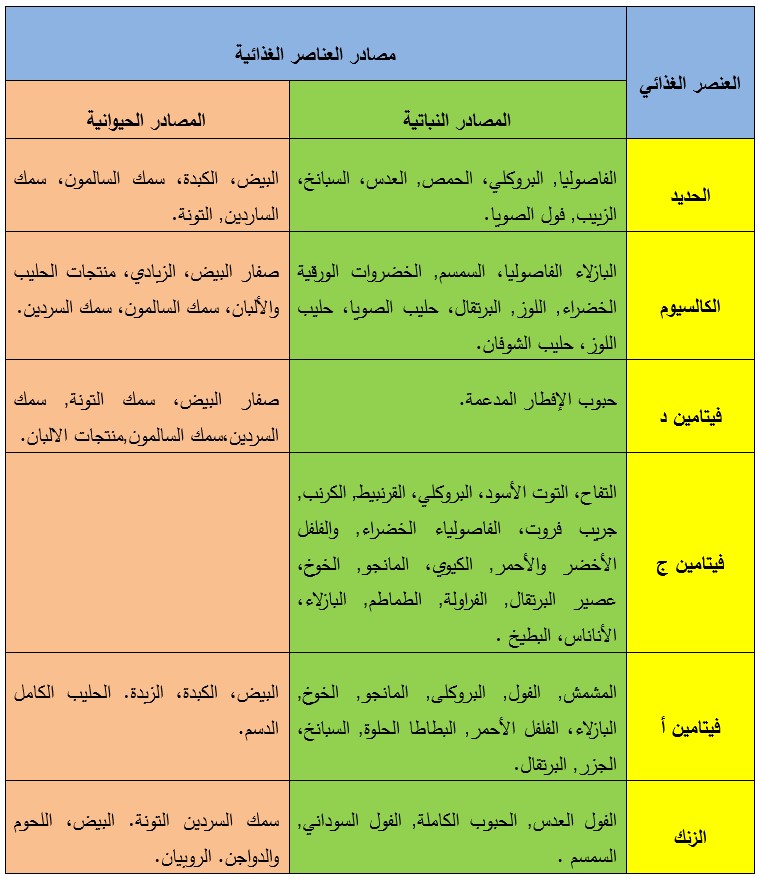 العنصر الغذائي
مصادر العناصر الغذائية
المصادر النباتية
المصادر الحيوانية
الحديد
الفاصوليا, البروكلي، الحمص, العدس، السبانخ،
الزبيب, فول الصويا.
البيض، الكبدة، سمك السالمون، سمك
الساردين, التونة.
الكالسيوم
البازلاء الفاصوليا، السمسم, الخضروات الورقية
الخضراء, اللوز, البرتقال، حليب الصويا، حليب
اللوز، حليب الشوفان.
صفار البيض، الزبادي، منتجات الحليب
والألبان، سمك السالمون، سمك السردين.
فيتامين د
حبوب الإفطار المدعمة.
صفار البيض، سمك التونة, سمك
السردين،سمك السالمون,منتجات الالبان.
فيتامين ج
التفاح، التوت الأسود، البروكلي، القرنبيط, الكرنب,
جريب فروت، الفاصولياء الخضراء, والفلفل
الأخضر والأحمر, الكيوي، المانجو, الخوخ،
عصير البرتقال, الفراولة, الطماطم, البازلاء،
الأناناس، البطيخ .
فيتامين أ
المشمش, الفول, البروكلى, المانجو, الخوخ,
البازلاء، الفلفل الأحمر, البطاطا الحلوة, السبانخ،
الجزر, البرتقال.
البيض، الكبدة، الزبدة. الحليب الكامل
الدسم.
الزنك
الفول العدس, الحبوب الكاملة, الفول السوداني,
السمسم .
سمك السردين التونة. البيض، اللحوم
والدواجن. الروبيان.